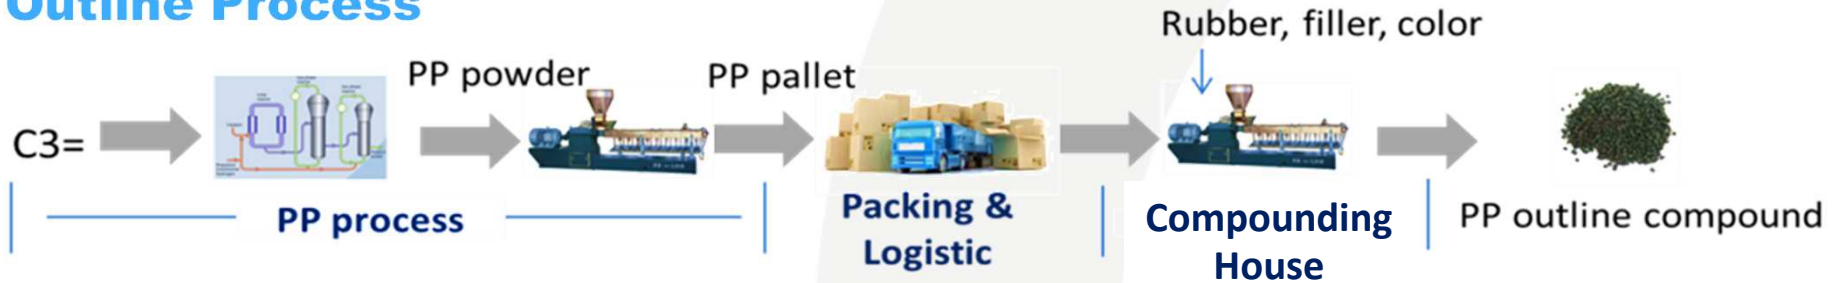 Outline Process
Rubber, filler, color
PP powder
PP pallet
C3=
PP process
Packing &
Logistic
Compounding
House
PP outline compound